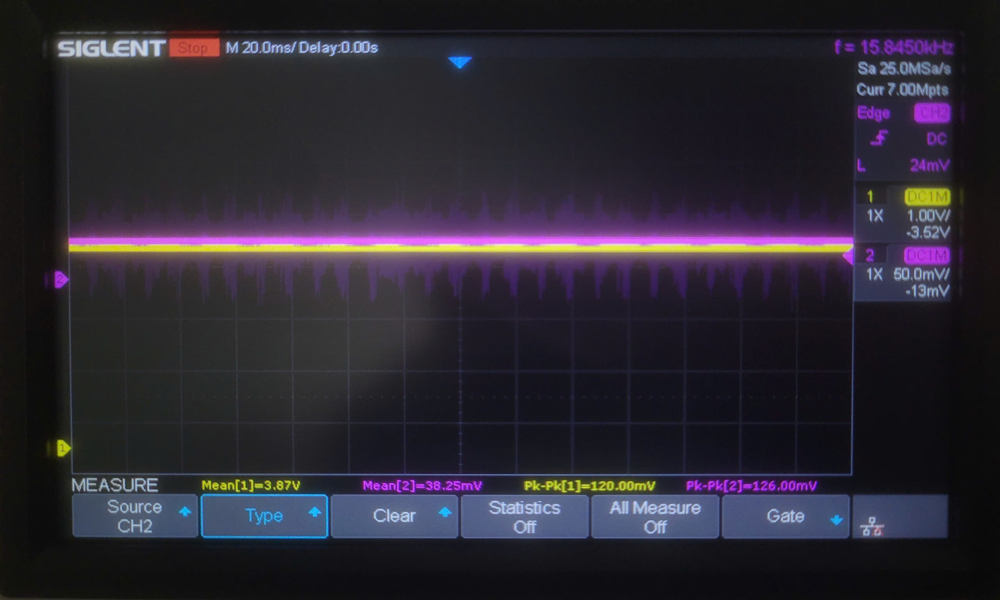 SIGLENT Stop M 20.0ms/ Delay:0.00s f = 15.8450kHz
Sa 25.0MSa/s
Curr 7.00Mpts
Edge CH2
DC
L 24mV
1 DC1M
1X 1.00V/
-3.52V
2 DC1M
1X 50.0mV/
-13mV
2
1
MEASURE Mean[1]=3.87V Mean[2]=38.25mV Pk-Pk[1]=120.00mV Pk-Pk[2]=126.00mV
Source
CH2
Type
Clear
Statistics
Off
All Measure
Off
Gate